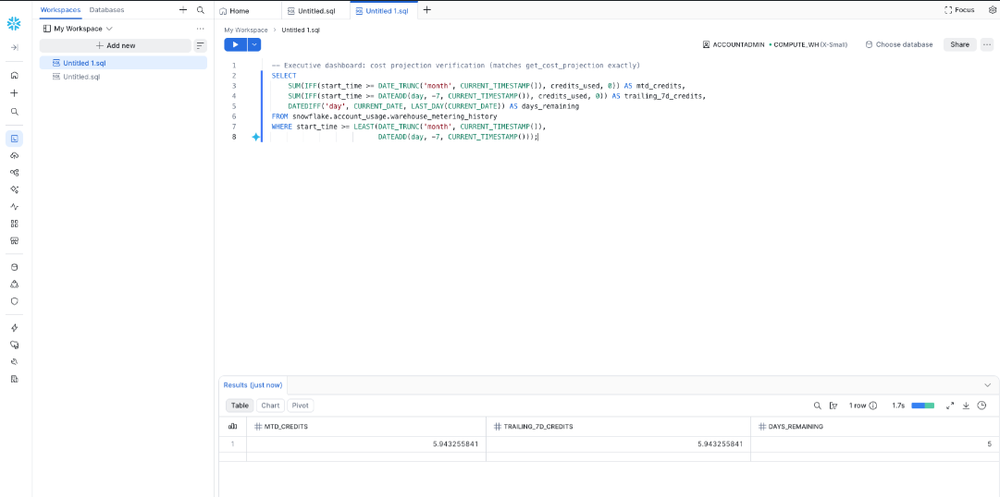 Workspaces Databases
Home
Untitled.sql
Untitled 1.sql
Focus
My Workspace
Add new
Untitled 1.sql
Untitled.sql
My Workspace > Untitled 1.sql
ACCOUNTADMIN • COMPUTE_WH (X-Small)
Choose database
Share
1 -- Executive dashboard: cost projection verification (matches get_cost_projection exactly)
2 SELECT
3 SUM(IFF(start_time >= DATE_TRUNC('month', CURRENT_TIMESTAMP()), credits_used, 0)) AS mtd_credits,
4 SUM(IFF(start_time >= DATEADD(day, -7, CURRENT_TIMESTAMP()), credits_used, 0)) AS trailing_7d_credits,
5 DATEDIFF('day', CURRENT_DATE, LAST_DAY(CURRENT_DATE)) AS days_remaining
6 FROM snowflake.account_usage.warehouse_metering_history
7 WHERE start_time >= LEAST(DATE_TRUNC('month', CURRENT_TIMESTAMP()),
8 DATEADD(day, -7, CURRENT_TIMESTAMP()));
Results (just now)
Table Chart Pivot
1 row
1.7s
MTD_CREDITS TRAILING_7D_CREDITS DAYS_REMAINING
1 5.943255841 5.943255841 5